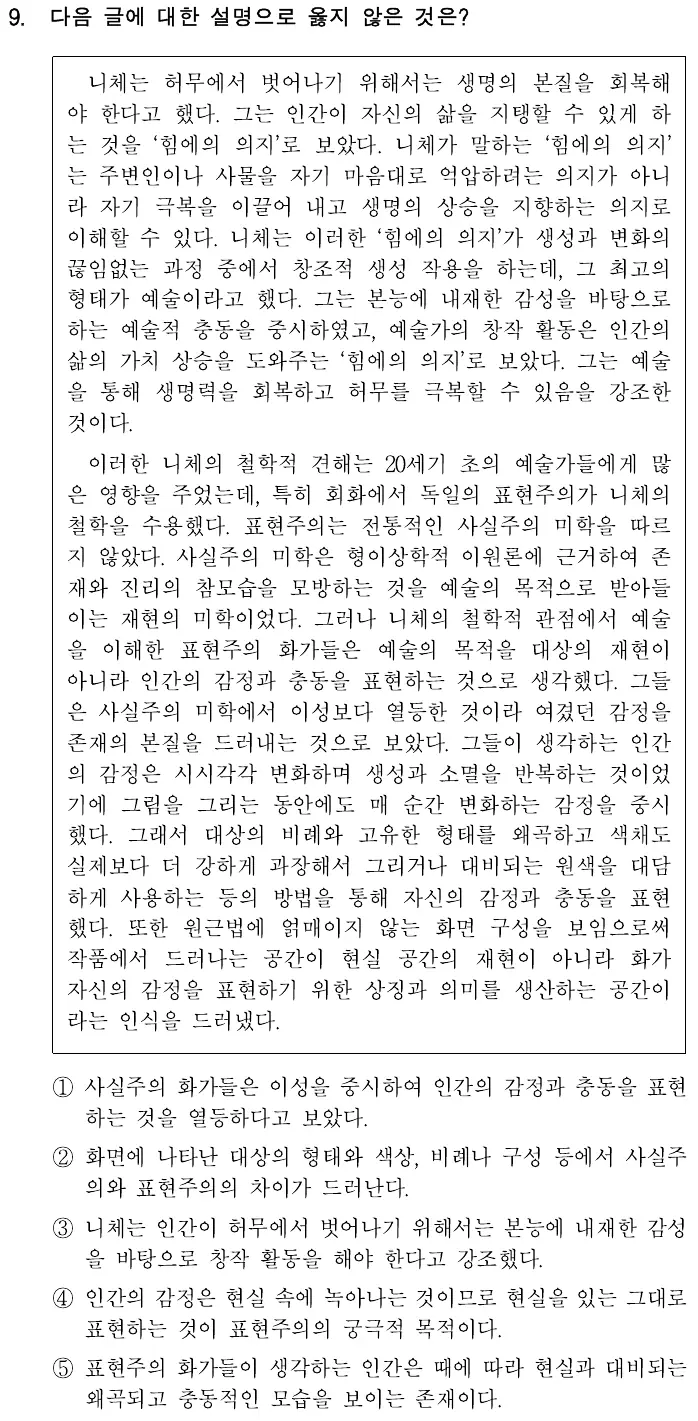 9. 다음 글에 대한 설명으로 옳지 않은 것은?
니체는 허무에서 벗어나기 위해서는 생명의 본질을 회복해
야 한다고 했다. 그는 인간이 자신의 삶을 지탱할 수 있게 하
는 것을 ‘힘에의 의지’로 보았다. 니체가 말하는 ‘힘에의 의지’
는 주변인이나 사물을 자기 마음대로 억압하려는 의지가 아니
라 자기 극복을 이끌어 내고 생명의 상승을 지향하는 의지로
이해할 수 있다. 니체는 이러한 ‘힘에의 의지’가 생성과 변화의
끊임없는 과정 중에서 창조적 생성 작용을 하는데, 그 최고의
형태가 예술이라고 했다. 그는 본능에 내재한 감성을 바탕으로
하는 예술적 충동을 중시하였고, 예술가의 창작 활동은 인간의
삶의 가치 상승을 도와주는 ‘힘에의 의지’로 보았다. 그는 예술
을 통해 생명력을 회복하고 허무를 극복할 수 있음을 강조한
것이다.
이러한 니체의 철학적 견해는 20세기 초의 예술가들에게 많
은 영향을 주었는데, 특히 회화에서 독일의 표현주의가 니체의
철학을 수용했다. 표현주의는 전통적인 사실주의 미학을 따르
지 않았다. 사실주의 미학은 형이상학적 이원론에 근거하여 존
재와 진리의 참모습을 모방하는 것을 예술의 목적으로 받아들
이는 재현의 미학이었다. 그러나 니체의 철학적 관점에서 예술
을 이해한 표현주의 화가들은 예술의 목적을 대상의 재현이
아니라 인간의 감정과 충동을 표현하는 것으로 생각했다. 그들
은 사실주의 미학에서 이성보다 열등한 것이라 여겼던 감정을
존재의 본질을 드러내는 것으로 보았다. 그들이 생각하는 인간
의 감정은 시시각각 변화하며 생성과 소멸을 반복하는 것이었
기에 그림을 그리는 동안에도 매 순간 변화하는 감정을 중시
했다. 그래서 대상의 비례와 고유한 형태를 왜곡하고 색채도
실제보다 더 강하게 과장해서 그리거나 대비되는 원색을 대담
하게 사용하는 등의 방법을 통해 자신의 감정과 충동을 표현
했다. 또한 원근법에 얽매이지 않는 화면 구성을 보임으로써
작품에서 드러나는 공간이 현실 공간의 재현이 아니라 화가
자신의 감정을 표현하기 위한 상징과 의미를 생산하는 공간이
라는 인식을 드러냈다.
① 사실주의 화가들은 이성을 중시하여 인간의 감정과 충동을 표현
하는 것을 열등하다고 보았다.
② 화면에 나타난 대상의 형태와 색상, 비례나 구성 등에서 사실주
의와 표현주의의 차이가 드러난다.
③ 니체는 인간이 허무에서 벗어나기 위해서는 본능에 내재한 감성
을 바탕으로 창작 활동을 해야 한다고 강조했다.
④ 인간의 감정은 현실 속에 녹아나는 것이므로 현실을 있는 그대로
표현하는 것이 표현주의의 궁극적 목적이다.
⑤ 표현주의 화가들이 생각하는 인간은 때에 따라 현실과 대비되는
왜곡되고 충동적인 모습을 보이는 존재이다.